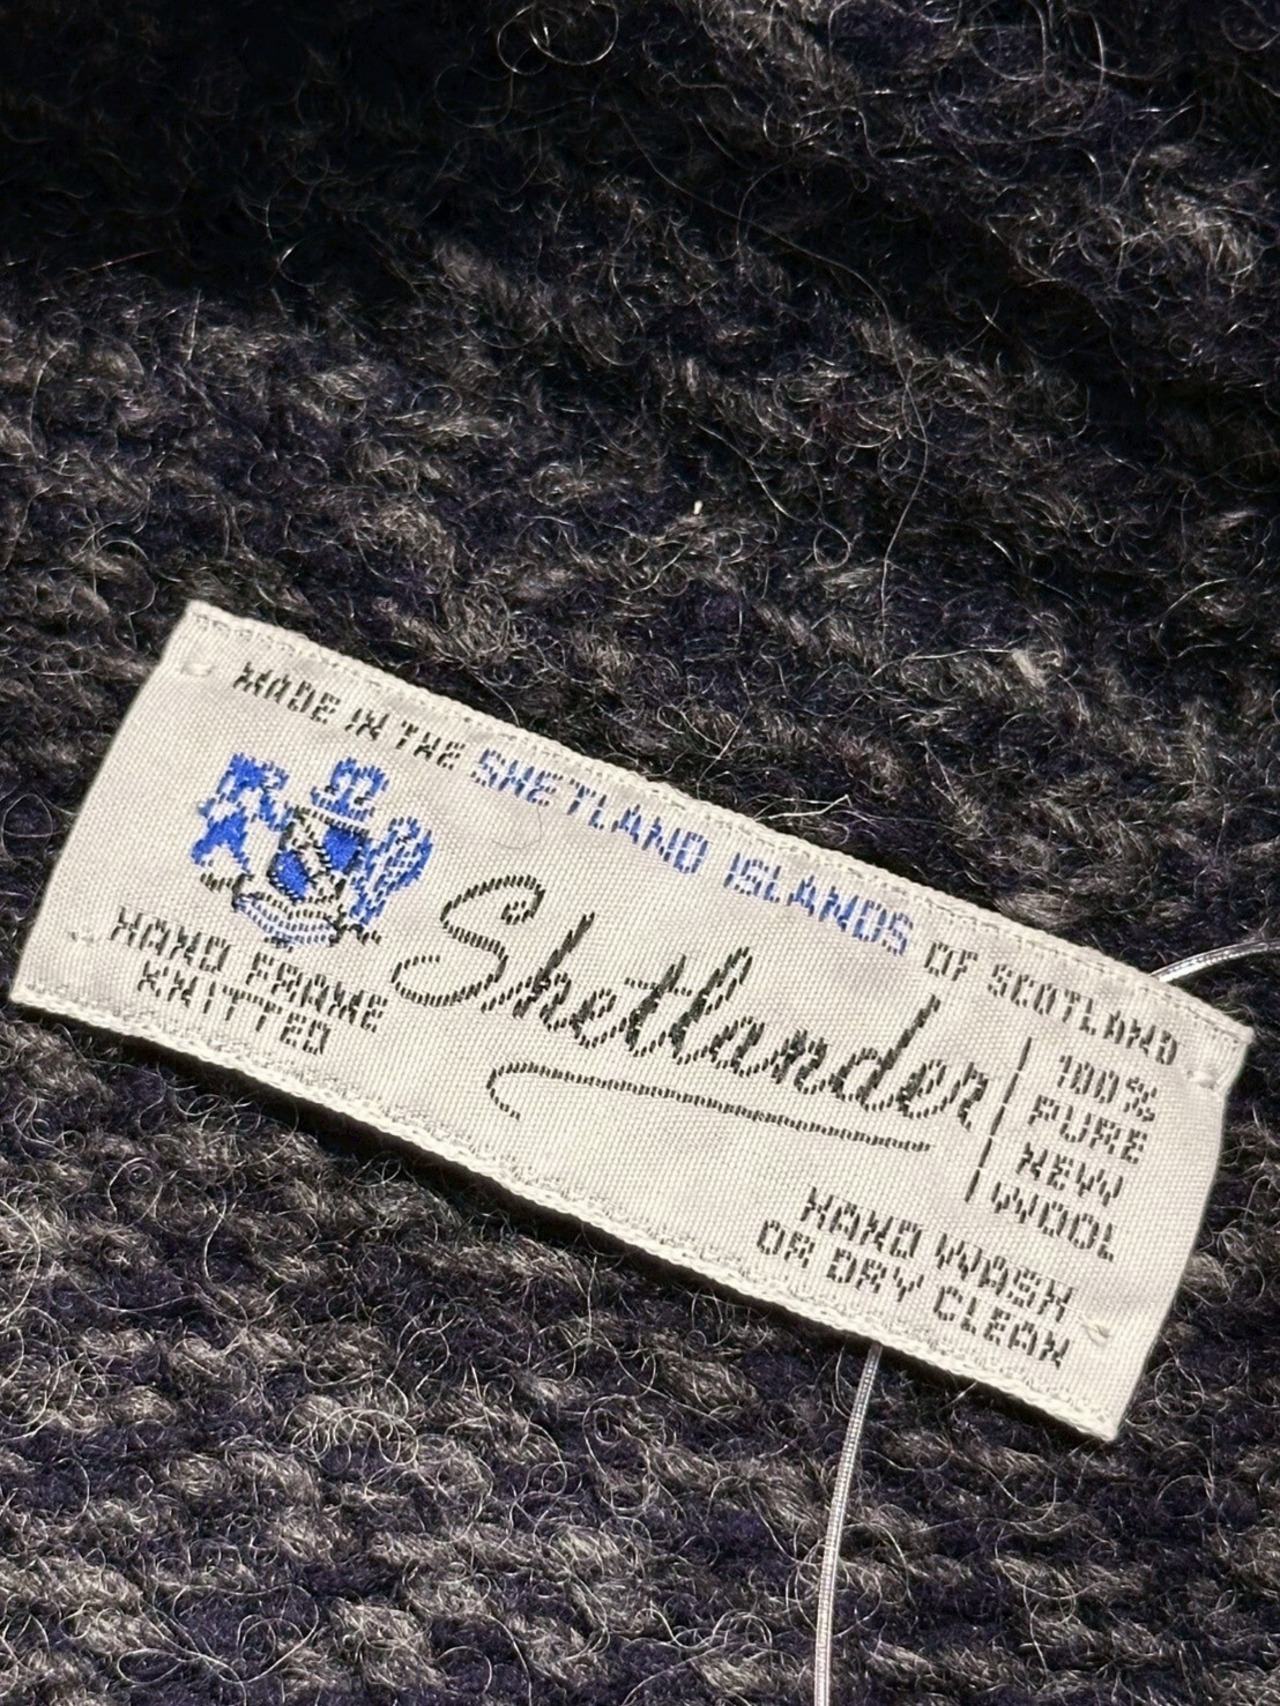 MADE IN THE SHETLAND ISLANDS OF SCOTLAND
HAND FRAME
KNITTED
Shetlander
100%
PURE
NEW
WOOL
HAND WASH
OR DRY CLEAN